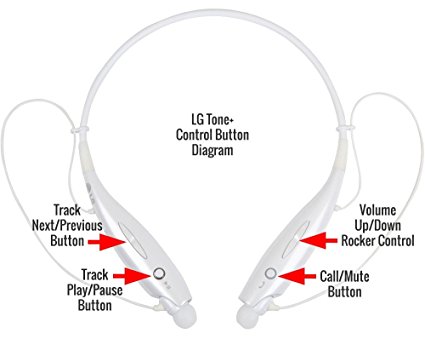 LG Tone+
Control Button
Diagram
Track
Next/Previous
Button
Volume
Up/Down
Rocker Control
Track
Play/Pause
Button
Call/Mute
Button